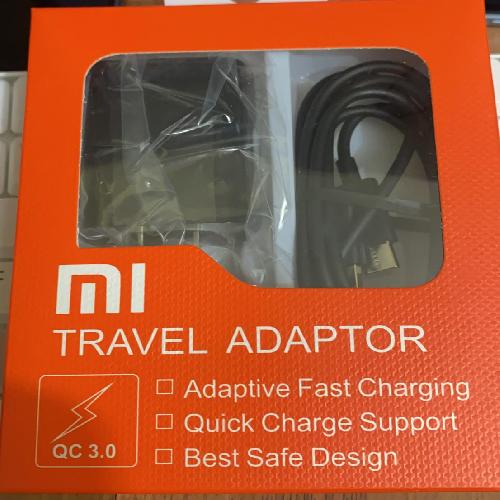 mi
TRAVEL ADAPTOR
QC 3.0
Adaptive Fast Charging
Quick Charge Support
Best Safe Design